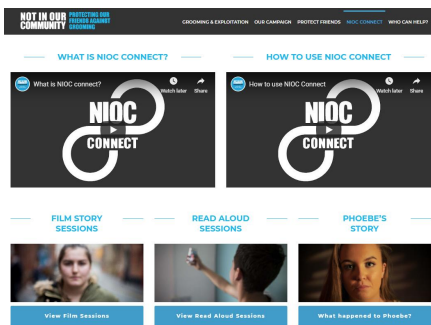 NOT IN OUR COMMUNITY PROTECTING OUR FRIENDS AGAINST GROOMING
GROOMING & EXPLOITATION OUR CAMPAIGN PROTECT FRIENDS NIOC CONNECT WHO CAN HELP?
WHAT IS NIOC CONNECT?
HOW TO USE NIOC CONNECT
What is NIOC connect?
Watch later Share
NIOC
CONNECT
How to use NIOC Connect
Watch later Share
NIOC
CONNECT
FILM STORY
SESSIONS
READ ALOUD
SESSIONS
PHOEBE'S
STORY
View Film Sessions
View Read Aloud Sessions
What happened to Phoebe?